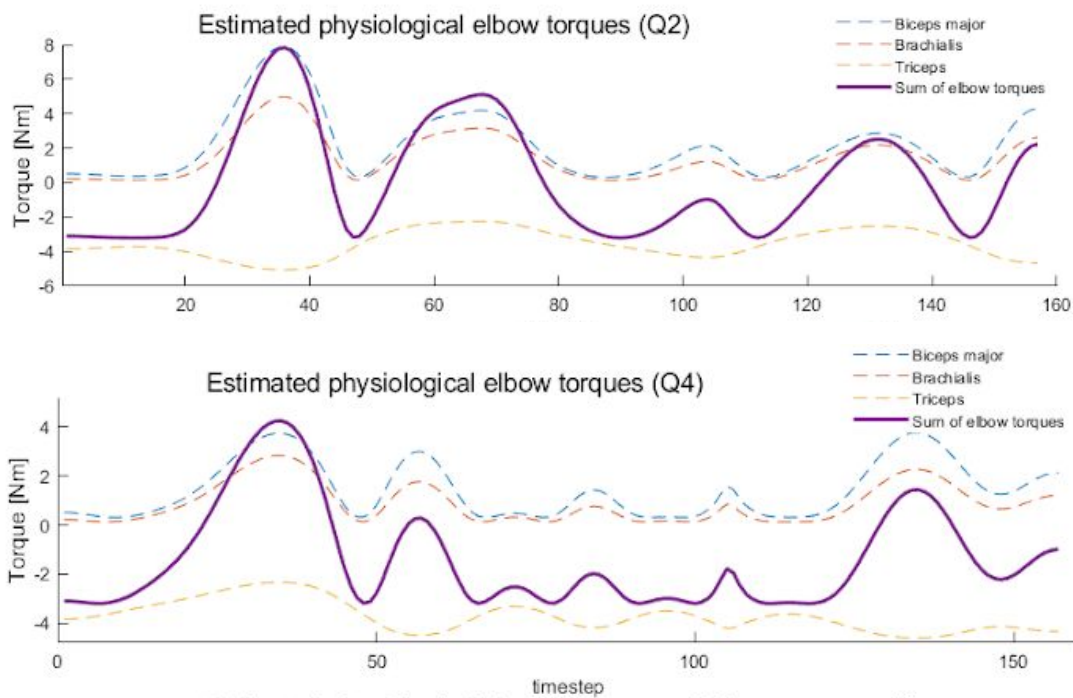 Estimated physiological elbow torques (Q2)
Biceps major
Brachialis
Triceps
Sum of elbow torques
Torque [Nm]
8
6
4
2
0
-2
-4
-6
20
40
60
80
100
120
140
160
Estimated physiological elbow torques (Q4)
Biceps major
Brachialis
Triceps
Sum of elbow torques
Torque [Nm]
4
2
0
-2
-4
0
50
100
150
timestep